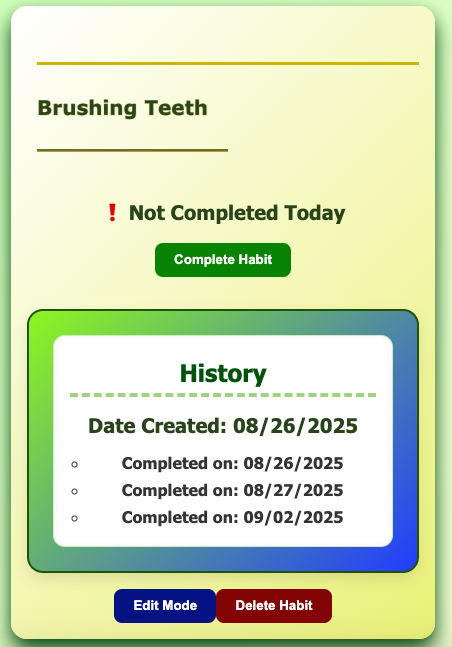 Brushing Teeth
❗ Not Completed Today
Complete Habit
History
Date Created: 08/26/2025
Completed on: 08/26/2025
Completed on: 08/27/2025
Completed on: 09/02/2025
Edit Mode Delete Habit